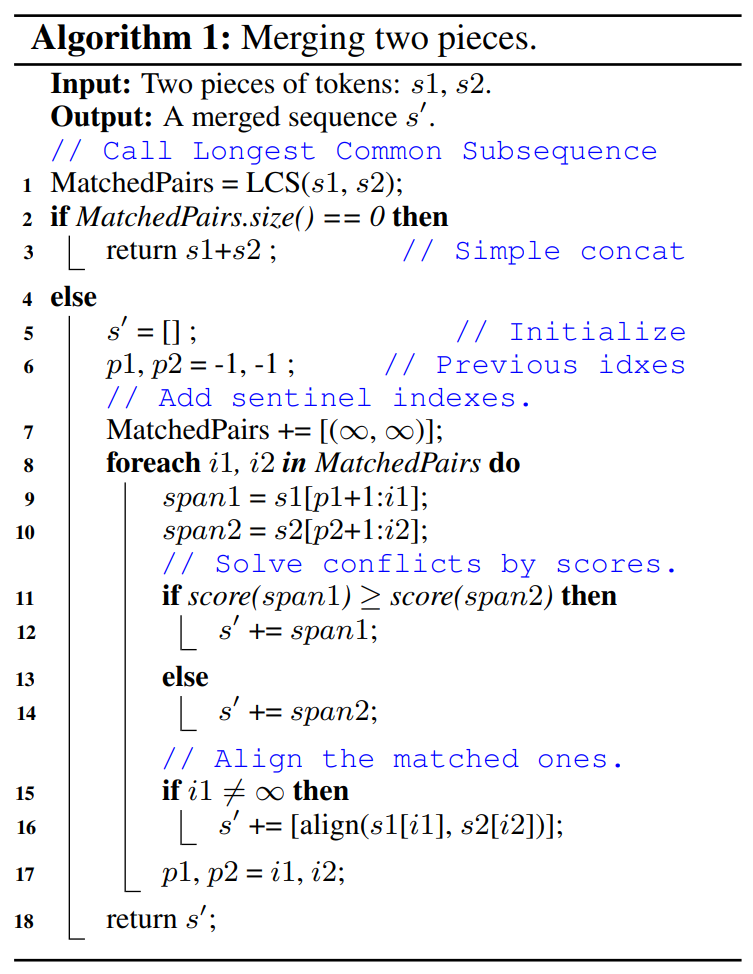 Algorithm 1: Merging two pieces.
Input: Two pieces of tokens: s1, s2.
Output: A merged sequence s′.
// Call Longest Common Subsequence
1 MatchedPairs = LCS(s1, s2);
2 if MatchedPairs.size() == 0 then
3 return s1+s2 ; // Simple concat
4 else
5 s′ = [] ; // Initialize
6 p1, p2 = -1, -1 ; // Previous idxes
// Add sentinel indexes.
7 MatchedPairs += [(∞, ∞)];
8 foreach i1, i2 in MatchedPairs do
9 span1 = s1[p1+1:i1];
10 span2 = s2[p2+1:i2];
// Solve conflicts by scores.
11 if score(span1) ≥ score(span2) then
12 s′ += span1;
13 else
14 s′ += span2;
// Align the matched ones.
15 if i1 ≠ ∞ then
16 s′ += [align(s1[i1], s2[i2])];
17 p1, p2 = i1, i2;
18 return s′;